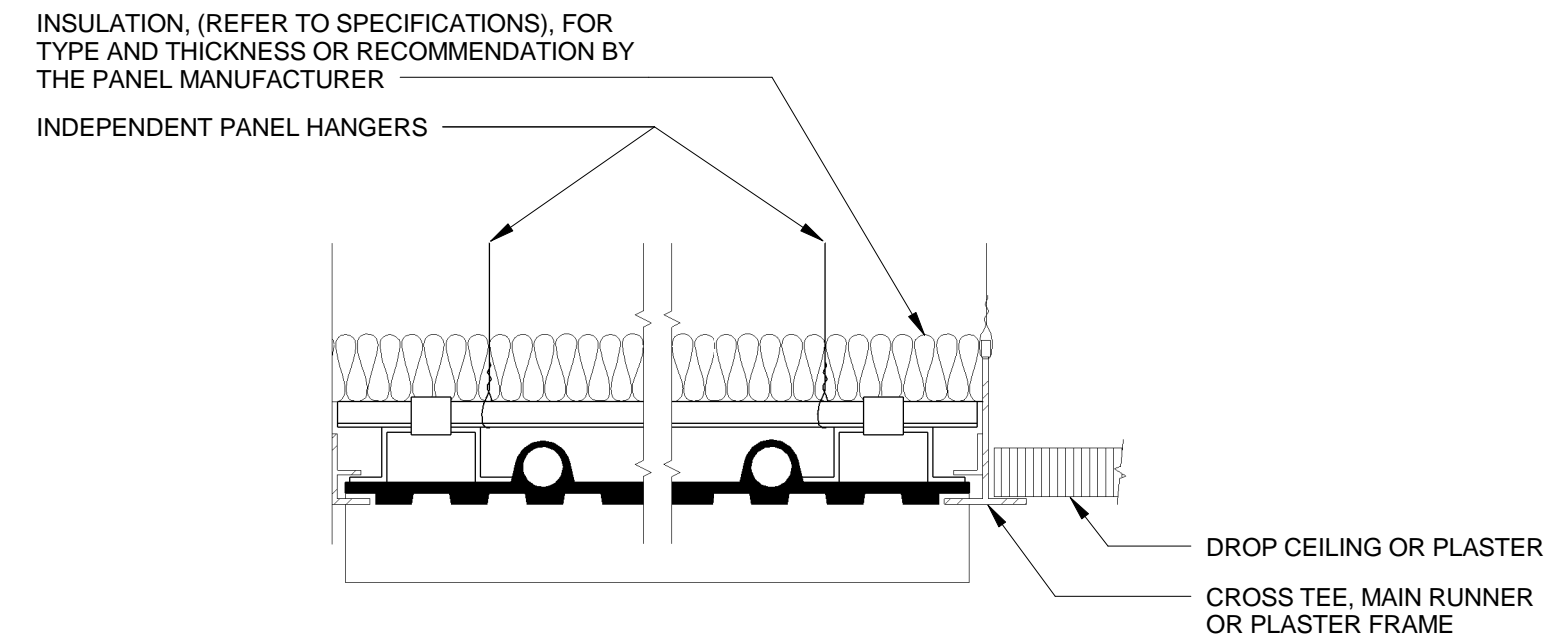 INSULATION, (REFER TO SPECIFICATIONS), FOR
TYPE AND THICKNESS OR RECOMMENDATION BY
THE PANEL MANUFACTURER
INDEPENDENT PANEL HANGERS
DROP CEILING OR PLASTER
CROSS TEE, MAIN RUNNER
OR PLASTER FRAME